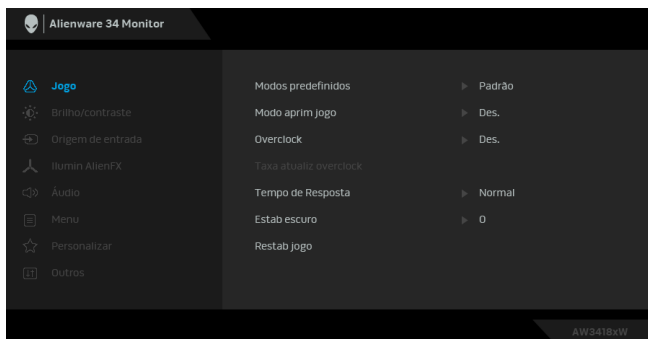 Alienware 34 Monitor
Jogo
Modos predefinidos Padrão
Brilho/contraste
Modo aprim jogo Des.
Origem de entrada
Overclock Des.
Ilumin AlienFX
Taxa atualiz overclock
Áudio
Tempo de Resposta Normal
Menu
Estab escuro 0
Personalizar
Restab jogo
Outros
AW3418xW